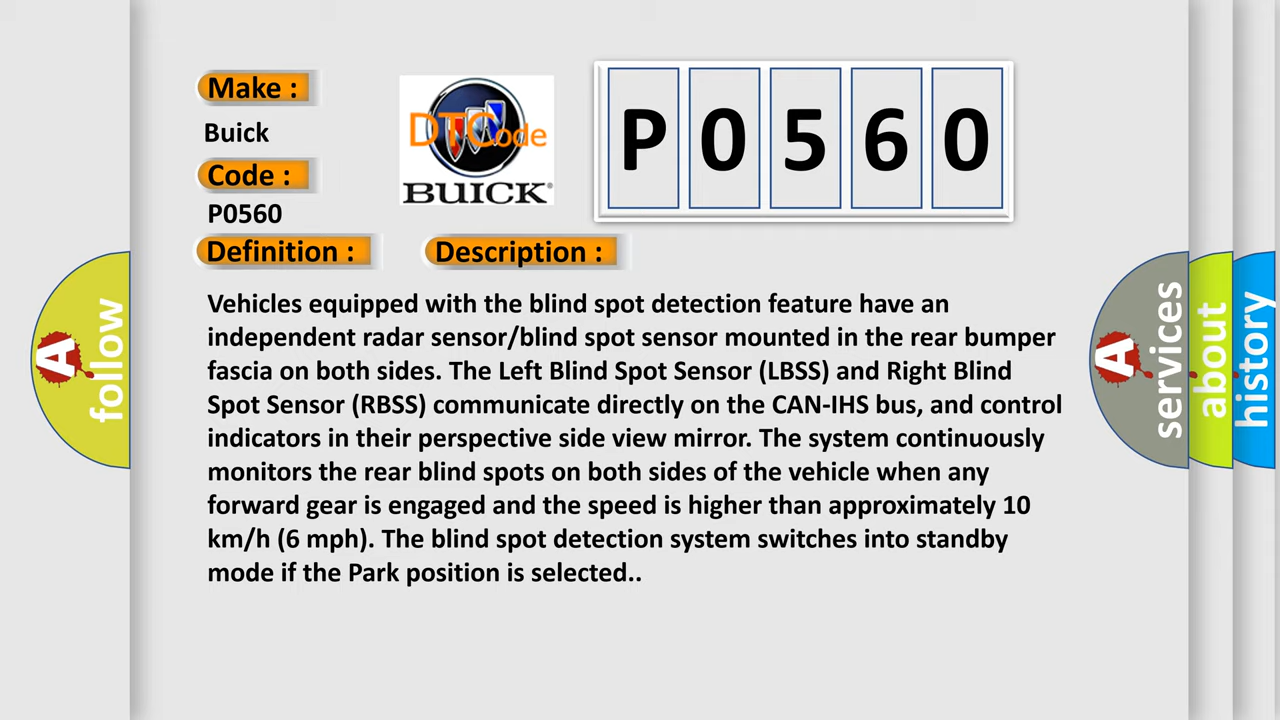 Make :
Buick
Code :
P0560
Definition :
Description :
DTCode
BUICK
P0560
Vehicles equipped with the blind spot detection feature have an
independent radar sensor/blind spot sensor mounted in the rear bumper
fascia on both sides. The Left Blind Spot Sensor (LBSS) and Right Blind
Spot Sensor (RBSS) communicate directly on the CAN-IHS bus, and control
indicators in their perspective side view mirror. The system continuously
monitors the rear blind spots on both sides of the vehicle when any
forward gear is engaged and the speed is higher than approximately 10
km/h (6 mph). The blind spot detection system switches into standby
mode if the Park position is selected..
A
follow
A
services
about
history